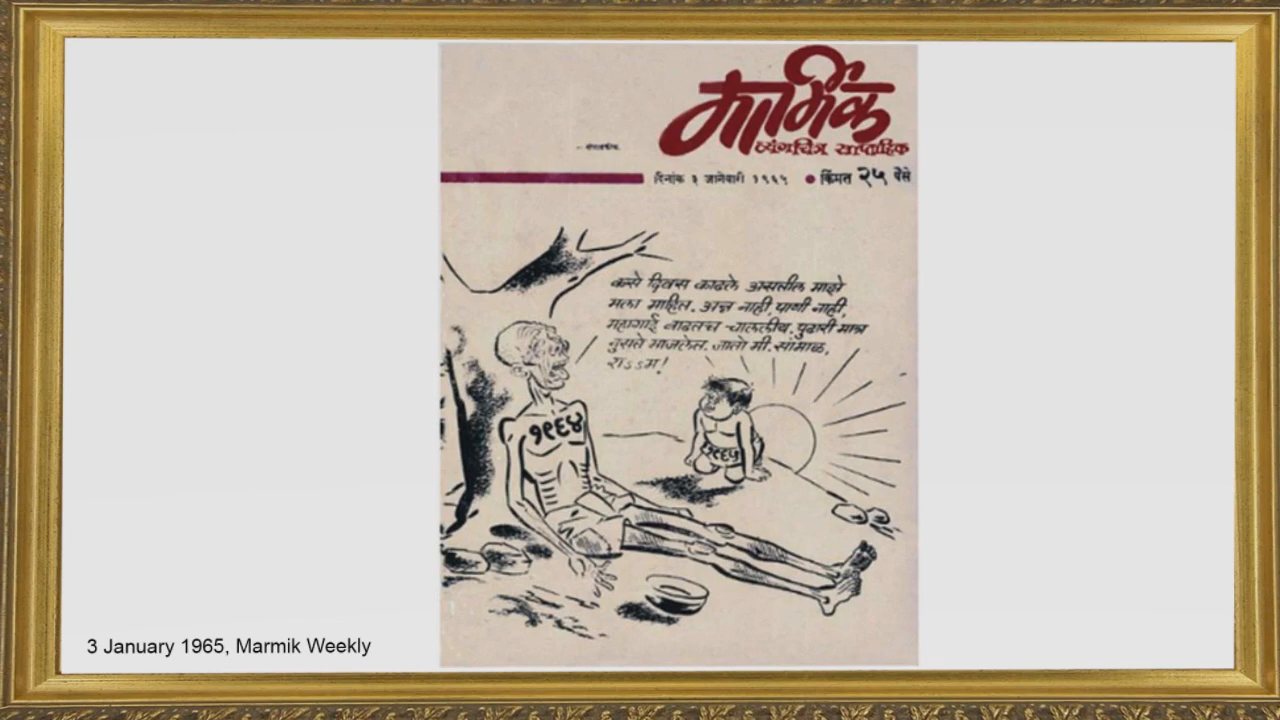 मार्मिक
व्यंगचित्र साप्ताहिक
दिनांक ३ जानेवारी १९६५ ● किंमत २५ पैसे
कसे दिवस काढले असतील माझे
मला माहित. अन्न नाही, पाणी नाही,
महागाई वाढतच चाललीय. पुढारी मात्र
नुसते माजलेत. जातो मी. सांभाळ,
राऽऽम!
१९६४
१९६५
3 January 1965, Marmik Weekly